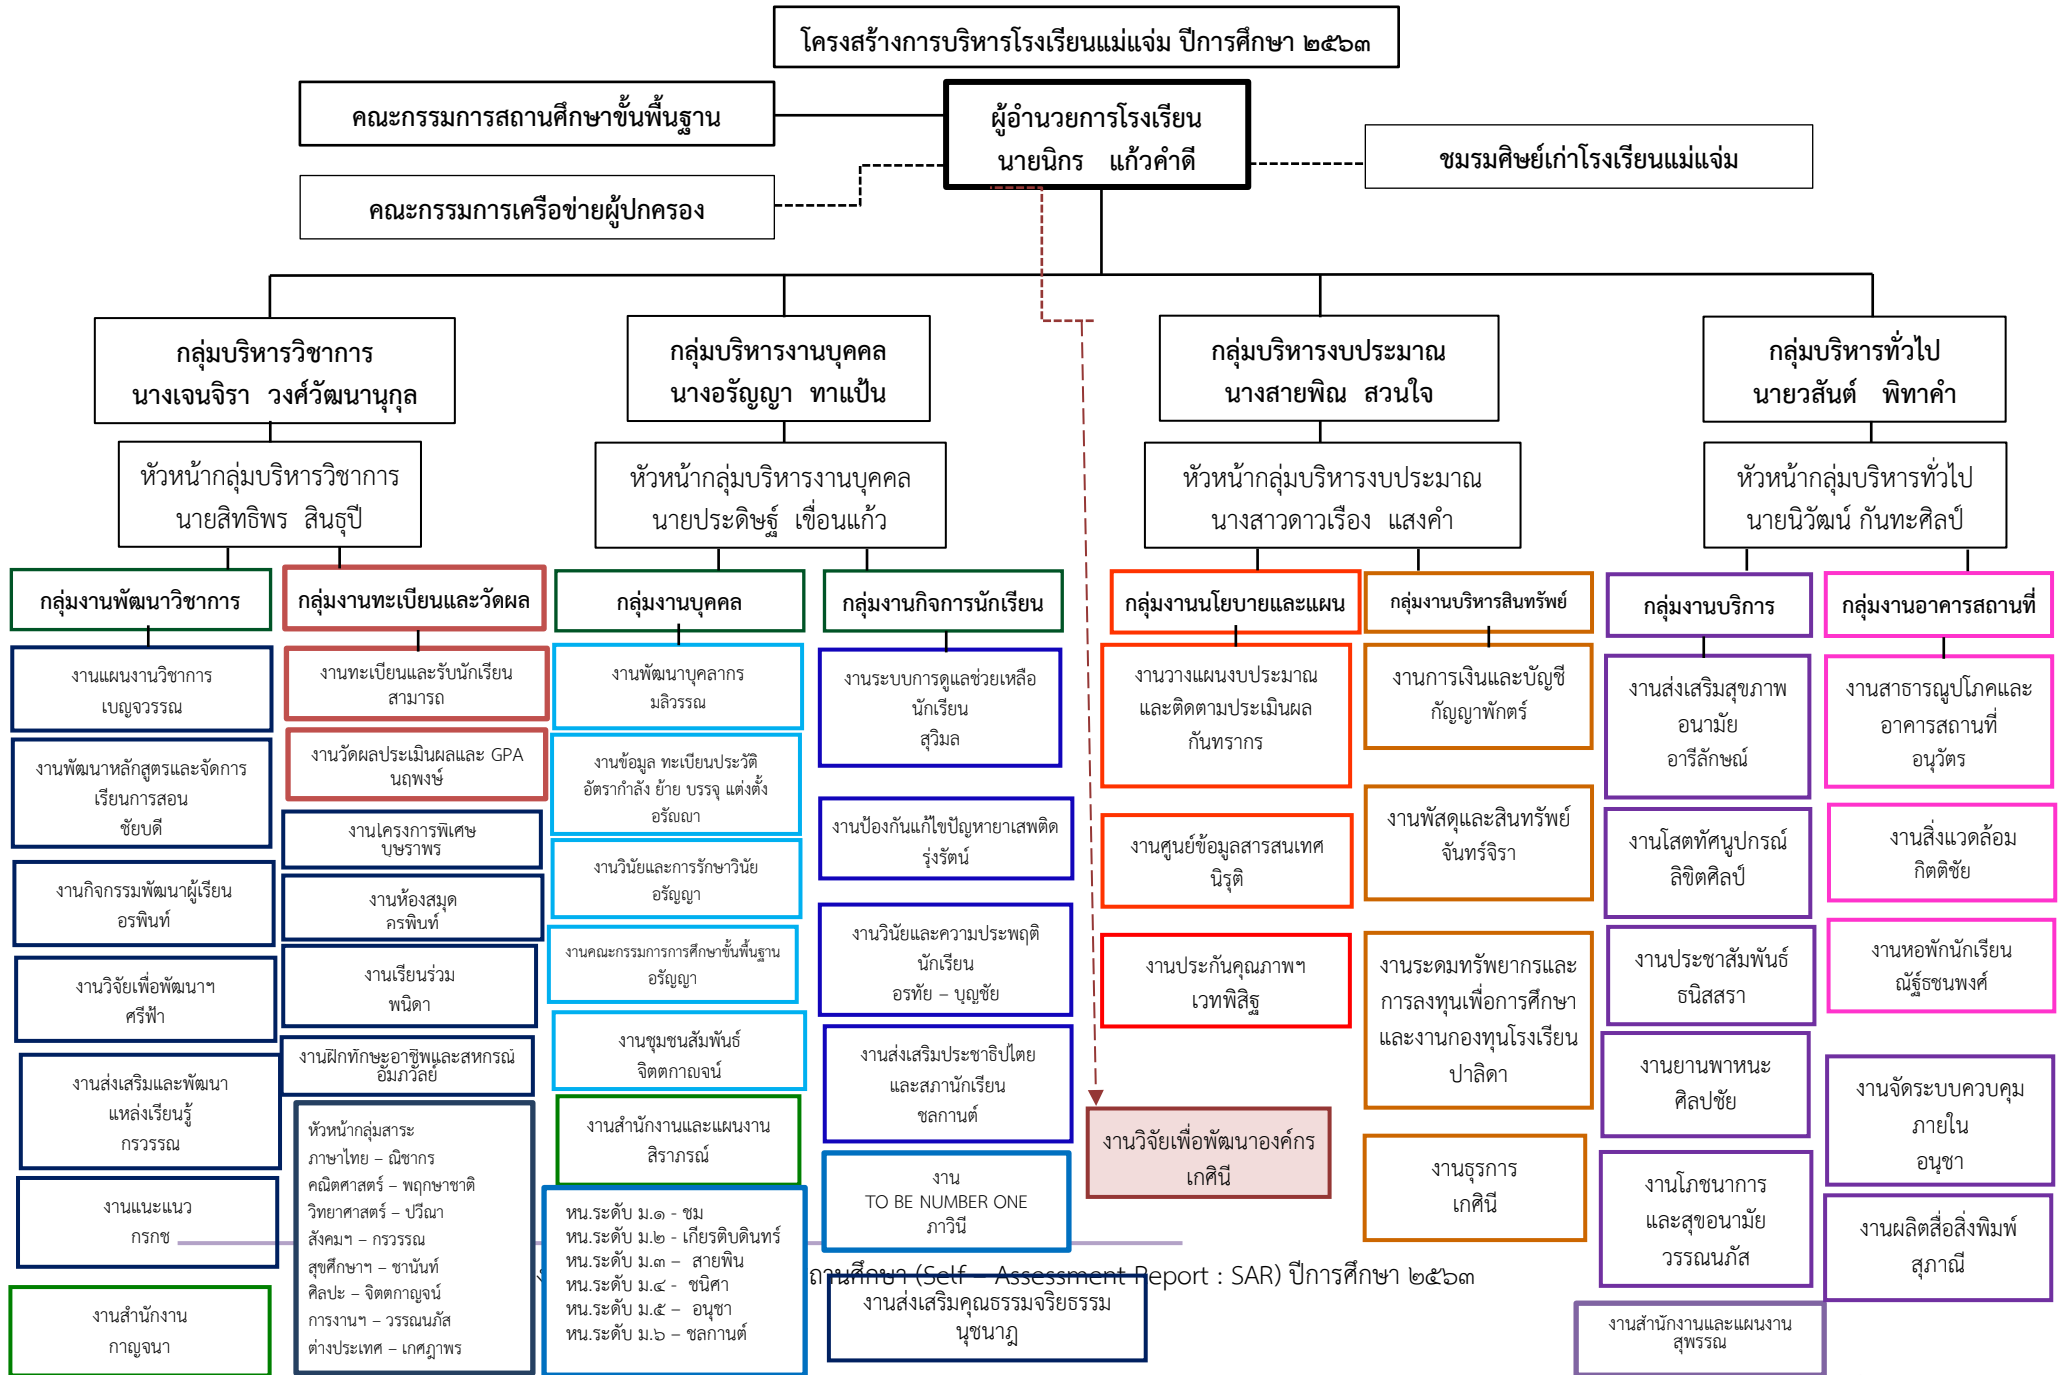 โครงสร้างการบริหารโรงเรียนแม่แจ่ม ปีการศึกษา ๒๕๖๓
คณะกรรมการสถานศึกษาขั้นพื้นฐาน
ผู้อำนวยการโรงเรียน
นายนิกร แก้วคำดี
ชมรมศิษย์เก่าโรงเรียนแม่แจ่ม
คณะกรรมการเครือข่ายผู้ปกครอง
กลุ่มบริหารวิชาการ
นางเจนจิรา วงศ์วัฒนานุกุล
กลุ่มบริหารงานบุคคล
นางอรัญญา ทาแป้น
กลุ่มบริหารงบประมาณ
นางสายพิณ สวนใจ
กลุ่มบริหารทั่วไป
นายวสันต์ พิทาคำ
หัวหน้ากลุ่มบริหารวิชาการ
นายสิทธิพร สินธุปี
หัวหน้ากลุ่มบริหารงานบุคคล
นายประดิษฐ์ เขื่อนแก้ว
หัวหน้ากลุ่มบริหารงบประมาณ
นางสาวดาวเรือง แสงคำ
หัวหน้ากลุ่มบริหารทั่วไป
นายนิวัฒน์ กันทะศิลป์
กลุ่มงานพัฒนาวิชาการ
งานแผนงานวิชาการ
เบญจวรรณ
งานพัฒนาหลักสูตรและจัดการ
เรียนการสอน
ชัยบดี
งานกิจกรรมพัฒนาผู้เรียน
อรพินท์
งานวิจัยเพื่อพัฒนาฯ
ศรีฟ้า
งานส่งเสริมและพัฒนา
แหล่งเรียนรู้
กรวรรณ
งานแนะแนว
กรกช
งานสำนักงาน
กาญจนา
กลุ่มงานทะเบียนและวัดผล
งานทะเบียนและรับนักเรียน
สามารถ
งานวัดผลประเมินผลและ GPA
นฤพงษ์
งานโครงการพิเศษ
บุษราพร
งานห้องสมุด
อรพินท์
งานเรียนร่วม
พนิดา
งานฝึกทักษะอาชีพและสหกรณ์
อัมภวัลย์
หัวหน้ากลุ่มสาระ
ภาษาไทย – ณิชากร
คณิตศาสตร์ – พฤกษาชาติ
วิทยาศาสตร์ – ปวีณา
สังคมฯ – กรวรรณ
สุขศึกษาฯ – ชานันท์
ศิลปะ – จิตตกาญจน์
การงานฯ – วรรณนภัส
ต่างประเทศ – เกศฎาพร
กลุ่มงานบุคคล
งานพัฒนาบุคลากร
มลิวรรณ
งานข้อมูล ทะเบียนประวัติ
อัตรากำลัง ย้าย บรรจุ แต่งตั้ง
อรัญญา
งานวินัยและการรักษาวินัย
อรัญญา
งานคณะกรรมการการศึกษาขั้นพื้นฐาน
อรัญญา
งานชุมชนสัมพันธ์
จิตตกาญจน์
งานสำนักงานและแผนงาน
สิราภรณ์
หน.ระดับ ม.๑ - ชม
หน.ระดับ ม.๒ - เกียรติบดินทร์
หน.ระดับ ม.๓ – สายพิน
หน.ระดับ ม.๔ - ชนิศา
หน.ระดับ ม.๕ – อนุชา
หน.ระดับ ม.๖ – ชลกานต์
กลุ่มงานกิจการนักเรียน
งานระบบการดูแลช่วยเหลือ
นักเรียน
สุวิมล
งานป้องกันแก้ไขปัญหายาเสพติด
รุ่งรัตน์
งานวินัยและความประพฤติ
นักเรียน
อรทัย – บุญชัย
งานส่งเสริมประชาธิปไตย
และสภานักเรียน
ชลกานต์
งาน
TO BE NUMBER ONE
ภาวินี
งานส่งเสริมคุณธรรมจริยธรรม
นุชนาฎ
กลุ่มงานนโยบายและแผน
งานวางแผนงบประมาณ
และติดตามประเมินผล
กันทรากร
งานศูนย์ข้อมูลสารสนเทศ
นิรุติ
งานประกันคุณภาพฯ
เวทพิสิฐ
งานวิจัยเพื่อพัฒนาองค์กร
เกศินี
กลุ่มงานบริหารสินทรัพย์
งานการเงินและบัญชี
กัญญาพักตร์
งานพัสดุและสินทรัพย์
จันทร์จิรา
งานระดมทรัพยากรและ
การลงทุนเพื่อการศึกษา
และงานกองทุนโรงเรียน
ปาลิดา
งานธุรการ
เกศินี
กลุ่มงานบริการ
งานส่งเสริมสุขภาพ
อนามัย
อารีลักษณ์
งานโสตทัศนูปกรณ์
ลิขิตศิลป์
งานประชาสัมพันธ์
ธนิสสรา
งานยานพาหนะ
ศิลปชัย
งานโภชนาการ
และสุขอนามัย
วรรณนภัส
งานสำนักงานและแผนงาน
สุพรรณ
กลุ่มงานอาคารสถานที่
งานสาธารณูปโภคและ
อาคารสถานที่
อนุวัตร
งานสิ่งแวดล้อม
กิตติชัย
งานหอพักนักเรียน
ณัฐ์ธชนพงศ์
งานจัดระบบควบคุม
ภายใน
อนุชา
งานผลิตสื่อสิ่งพิมพ์
สุภาณี
ถานศึกษา (Self – Assessment Report : SAR) ปีการศึกษา ๒๕๖๓